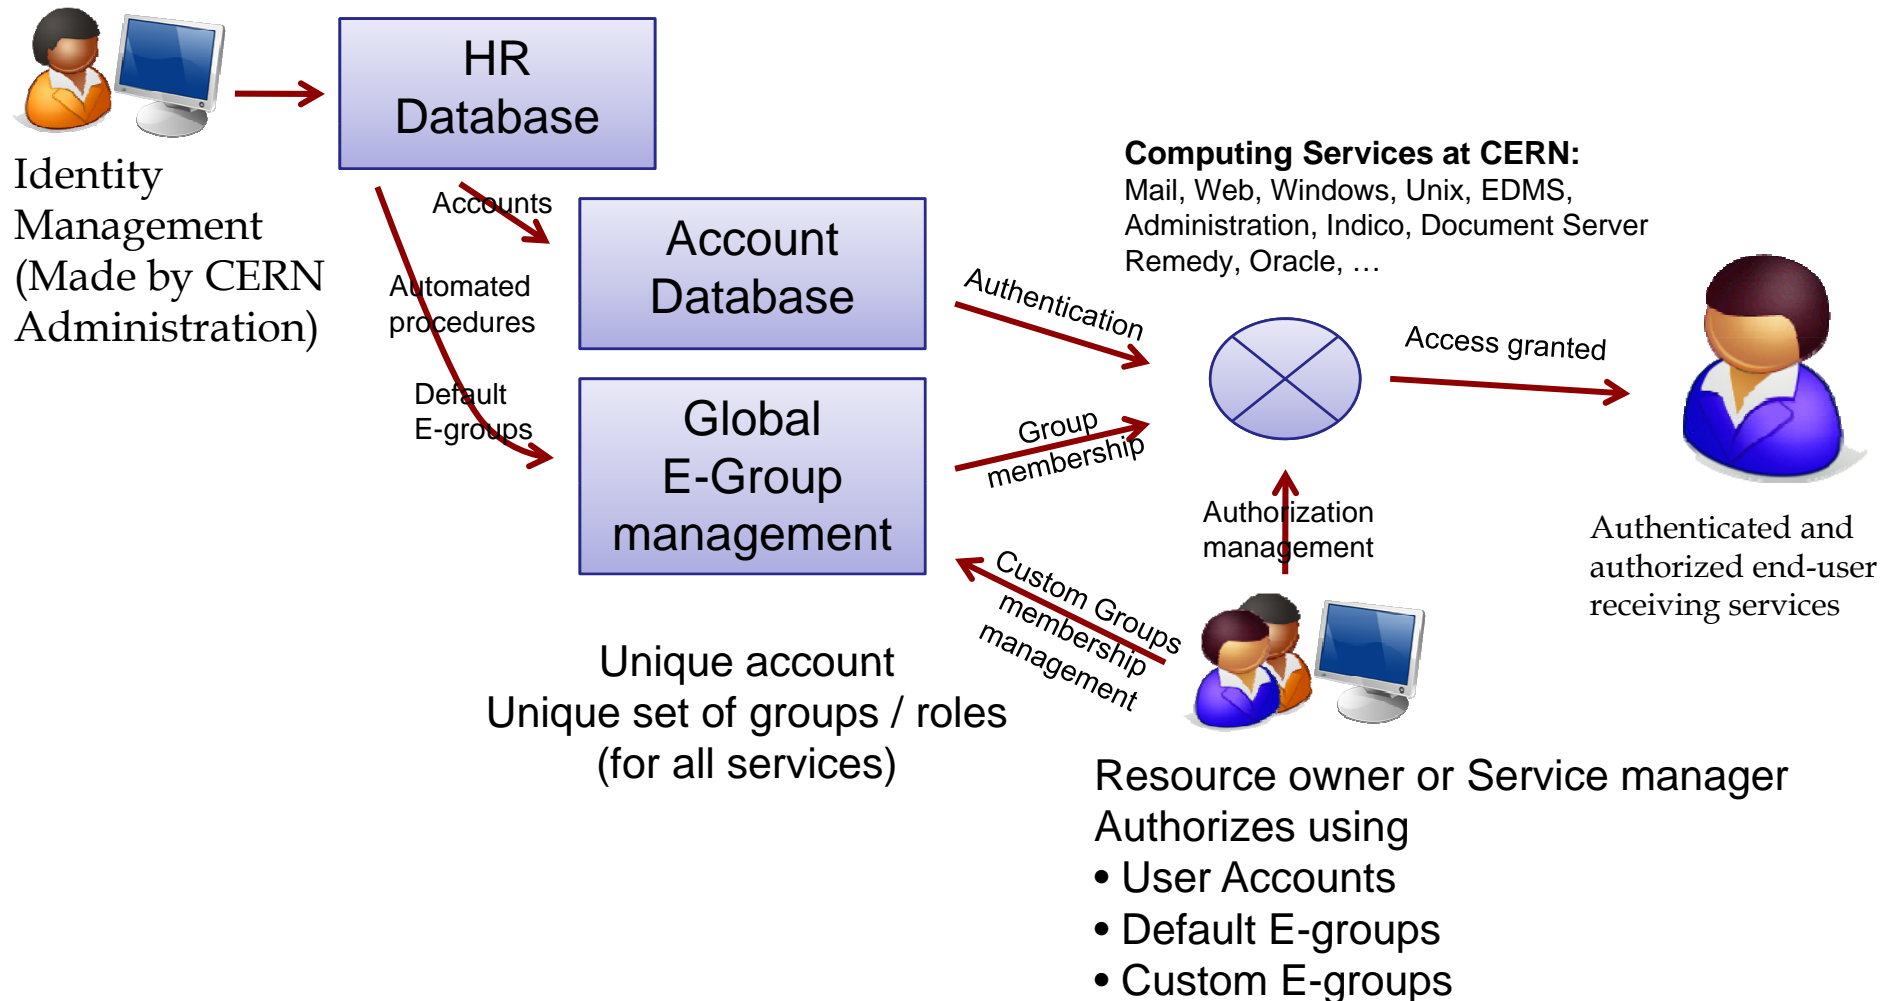 HR
Database
Identity
Management
(Made by CERN
Administration)
Accounts
Automated
procedures
Default
E-groups
Account
Database
Global
E-Group
management
Unique account
Unique set of groups / roles
(for all services)
Authentication
Group
membership
Custom Groups
membership
management
Computing Services at CERN:
Mail, Web, Windows, Unix, EDMS,
Administration, Indico, Document Server
Remedy, Oracle, …
Access granted
Authorization
management
Authenticated and
authorized end-user
receiving services
Resource owner or Service manager
Authorizes using
• User Accounts
• Default E-groups
• Custom E-groups